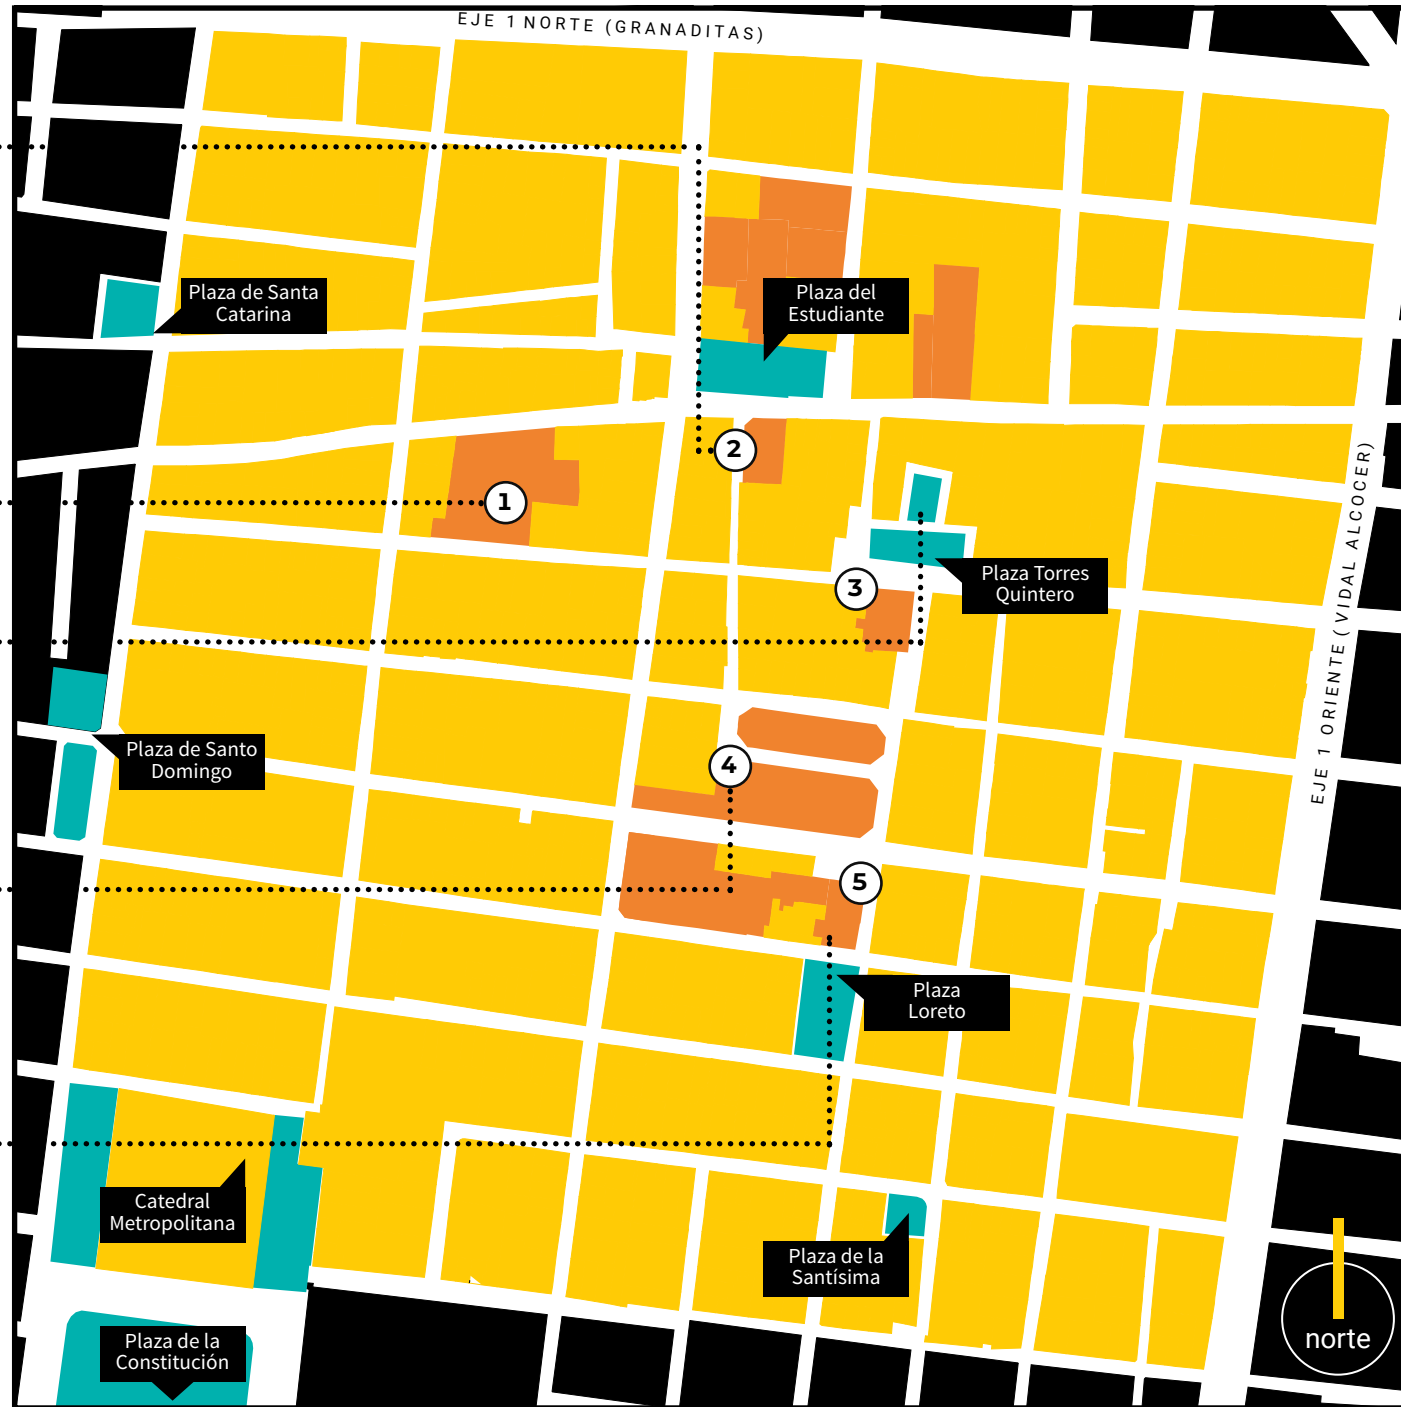 EJE 1 NORTE (GRANADITAS)
Plaza de Santa
Catarina
Plaza del
Estudiante
2
1
EJE 1 ORIENTE (VIDAL ALCOCER)
3
Plaza Torres
Quintero
Plaza de Santo
Domingo
4
5
Plaza
Loreto
Catedral
Metropolitana
Plaza de la
Santísima
Plaza de la
Constitución
norte